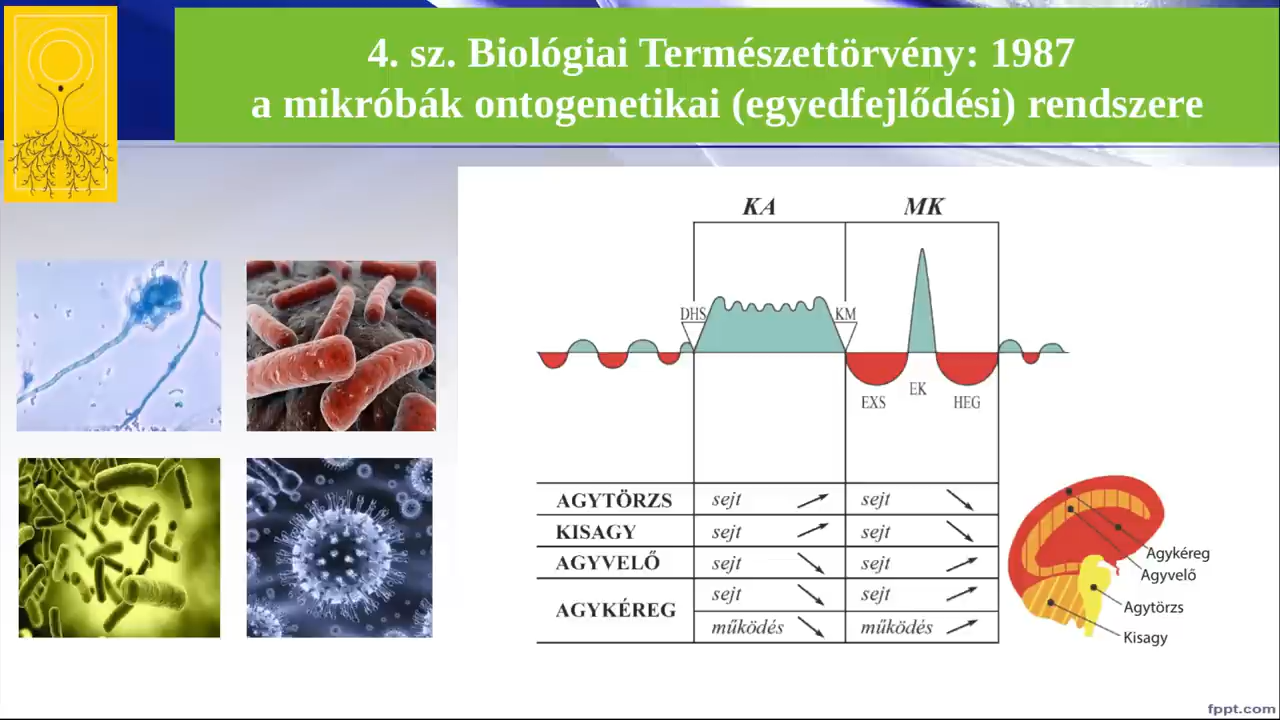 4. sz. Biológiai Természettörvény: 1987
a mikróbák ontogenetikai (egyedfejlődési) rendszere
KA
MK
DHS
KM
EXS
EK
HEG
AGYTÖRZS sejt sejt
KISAGY sejt sejt
AGYVELŐ sejt sejt
AGYKÉREG sejt sejt
működés működés
Agykéreg
Agyvelő
Agytörzs
Kisagy
fppt.com